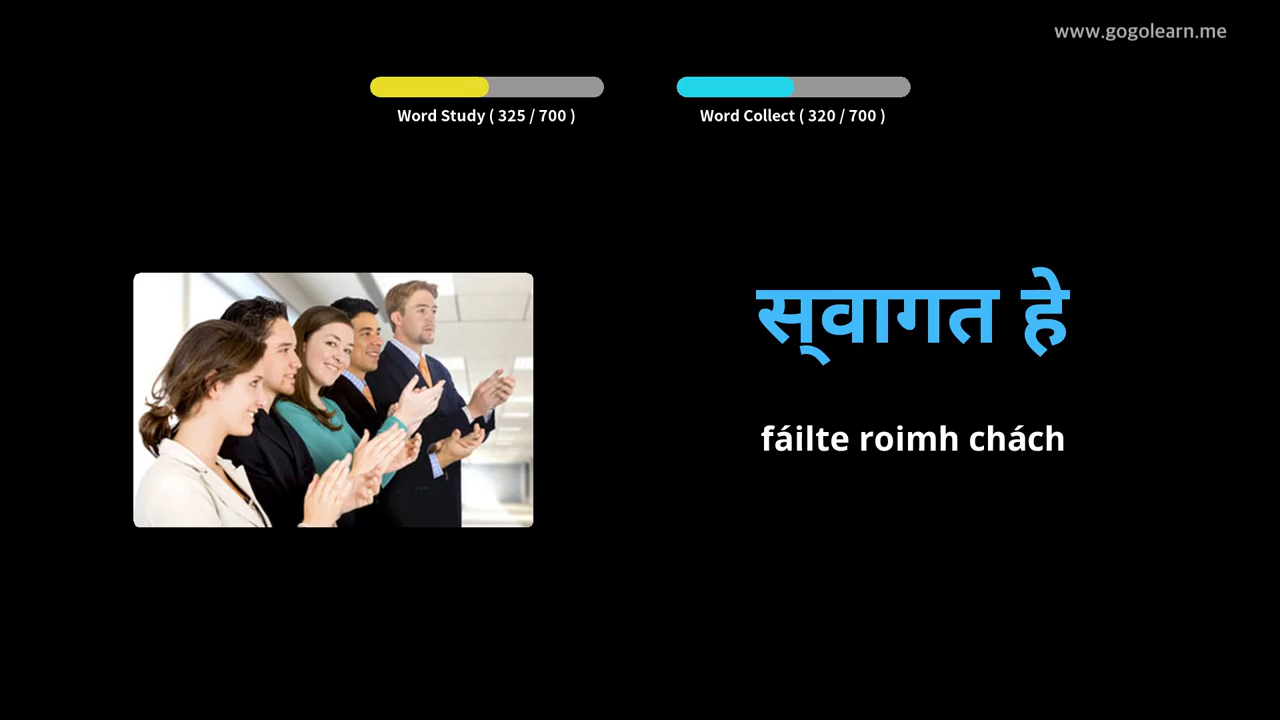 www.gogolearn.me
Word Study ( 325 / 700 )
Word Collect ( 320 / 700 )
स्‌वागत हे
fáilte roimh chách